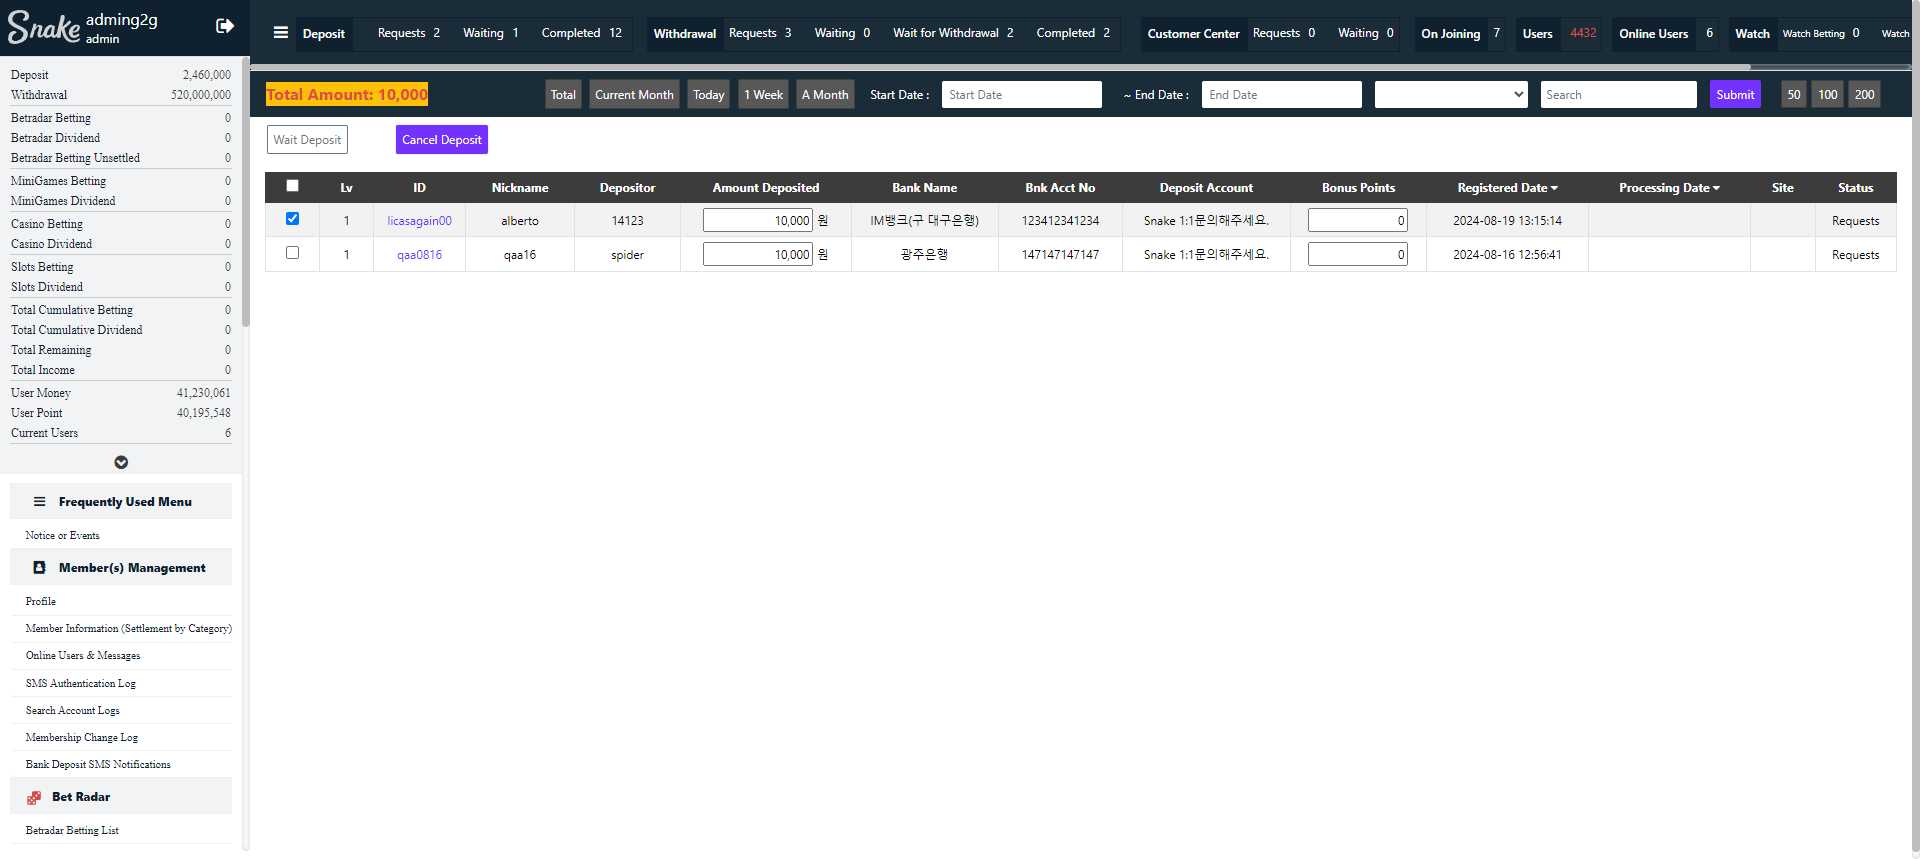 Snake
adming2g
admin
Deposit Requests 2 Waiting 1 Completed 12 Withdrawal Requests 3 Waiting 0 Wait for Withdrawal 2 Completed 2 Customer Center Requests 0 Waiting 0 On Joining 7 Users 4432 Online Users 6 Watch Watch Betting 0 Watch
Deposit 2,460,000
Withdrawal 520,000,000
Betradar Betting 0
Betradar Dividend 0
Betradar Betting Unsettled 0
MiniGames Betting 0
MiniGames Dividend 0
Casino Betting 0
Casino Dividend 0
Slots Betting 0
Slots Dividend 0
Total Cumulative Betting 0
Total Cumulative Dividend 0
Total Remaining 0
Total Income 0
User Money 41,230,061
User Point 40,195,548
Current Users 6
Frequently Used Menu
Notice or Events
Member(s) Management
Profile
Member Information (Settlement by Category)
Online Users & Messages
SMS Authentication Log
Search Account Logs
Membership Change Log
Bank Deposit SMS Notifications
Bet Radar
Betradar Betting List
Total Amount: 10,000 Total Current Month Today 1 Week A Month Start Date : Start Date ~ End Date : End Date Search Submit 50 100 200
Wait Deposit Cancel Deposit
Lv ID Nickname Depositor Amount Deposited Bank Name Bnk Acct No Deposit Account Bonus Points Registered Date Processing Date Site Status
1 licasagain00 alberto 14123 10,000 원 IM뱅크(구 대구은행) 123412341234 Snake 1:1문의해주세요. 0 2024-08-19 13:15:14 Requests
1 qaa0816 qaa16 spider 10,000 원 광주은행 147147147147 Snake 1:1문의해주세요. 0 2024-08-16 12:56:41 Requests